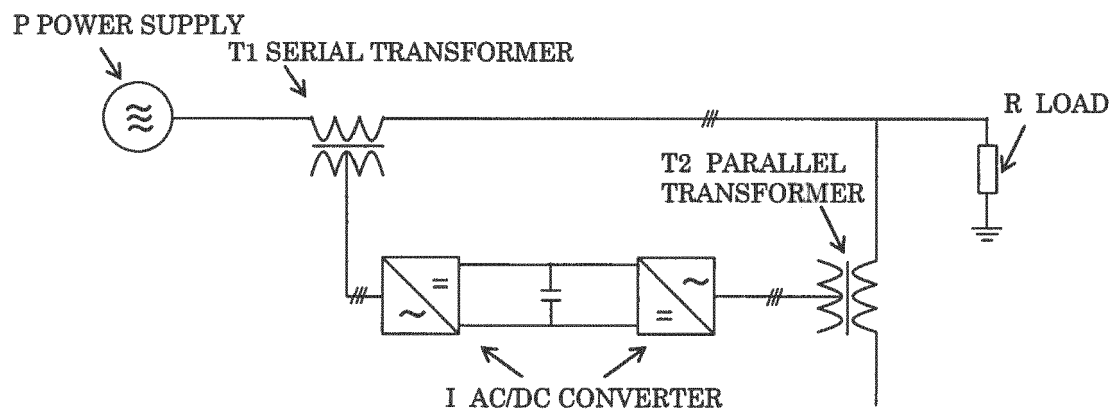 P POWER SUPPLY
T1 SERIAL TRANSFORMER
R LOAD
T2 PARALLEL
TRANSFORMER
I AC/DC CONVERTER